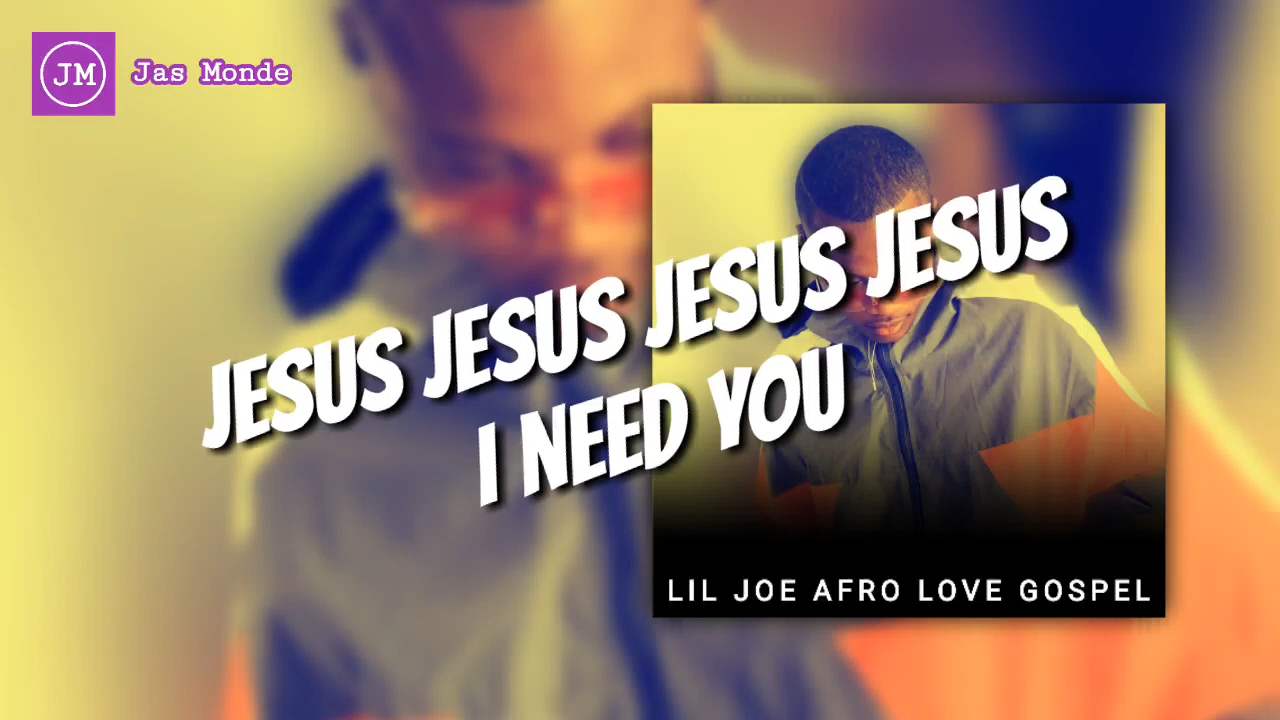 JM
Jas Monde
JESUS JESUS JESUS JESUS
I NEED YOU
LIL JOE AFRO LOVE GOSPEL